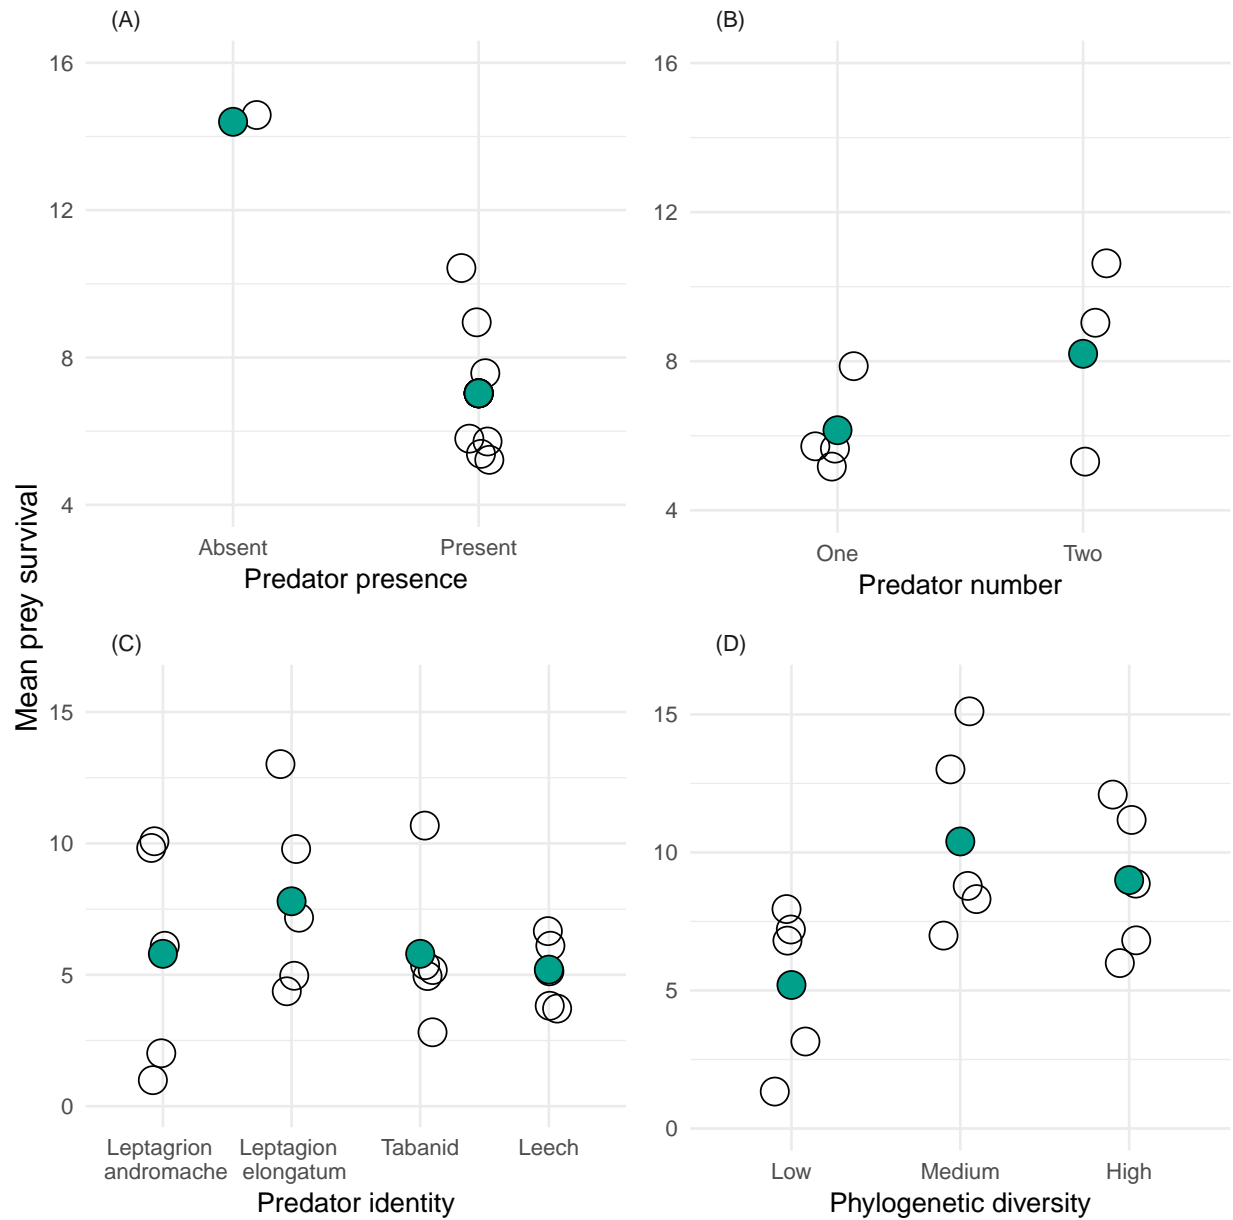 (A)
16
12
8
4
Absent
Present
Predator presence
(B)
16
12
8
4
One
Two
Predator number
Mean prey survival
(C)
15
10
5
0
Leptagrion
andromache
Leptagion
elongatum
Tabanid
Leech
Predator identity
(D)
15
10
5
0
Low
Medium
High
Phylogenetic diversity